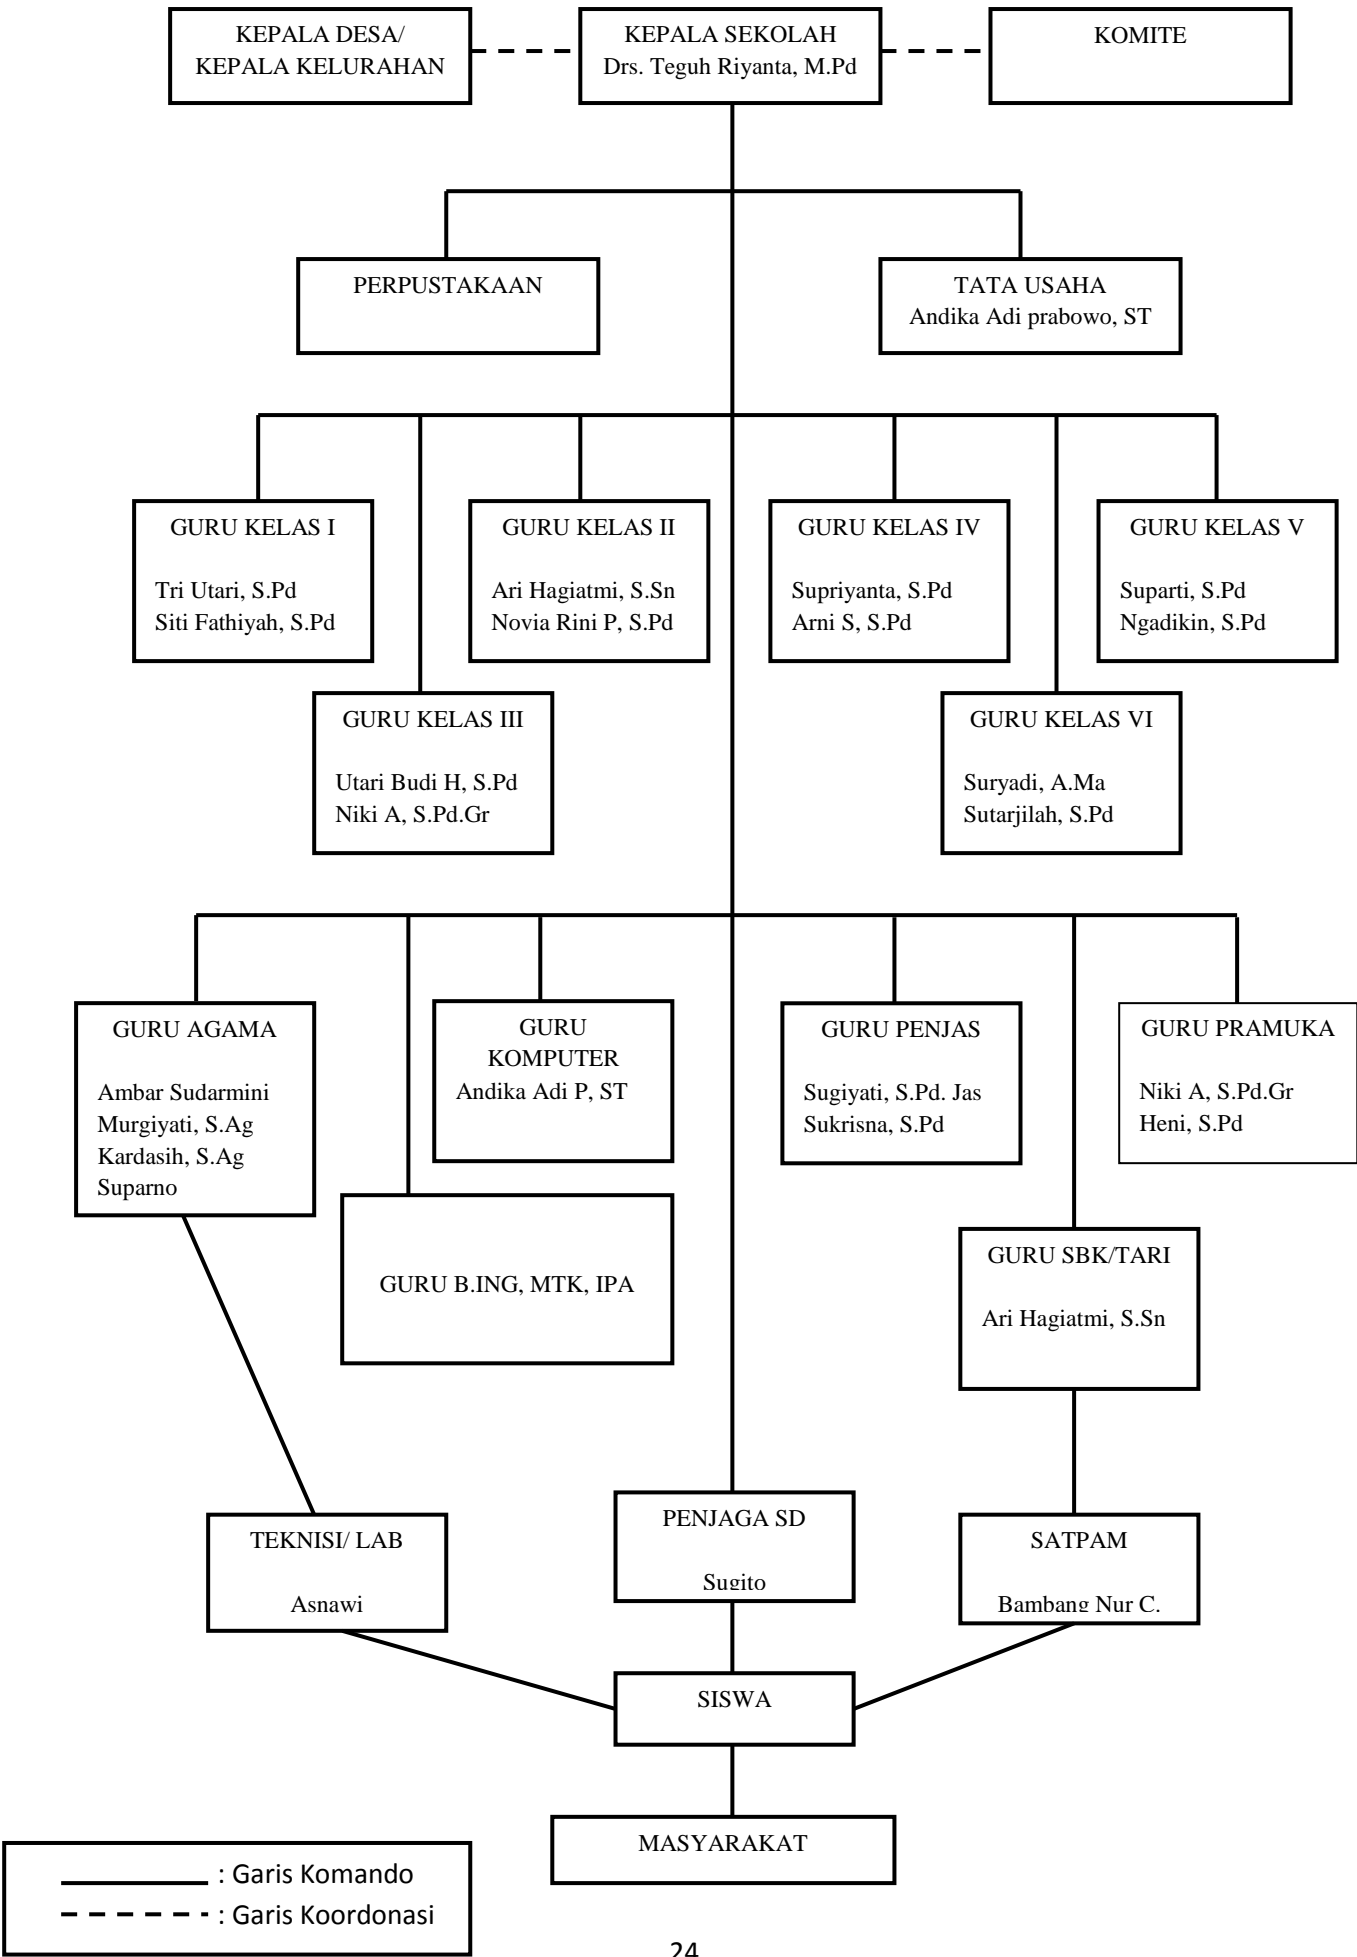 KEPALA DESA/
KEPALA KELURAHAN
KEPALA SEKOLAH
Drs. Teguh Riyanta, M.Pd
KOMITE
PERPUSTAKAAN
TATA USAHA
Andika Adi prabowo, ST
GURU KELAS I
Tri Utari, S.Pd
Siti Fathiyah, S.Pd
GURU KELAS II
Ari Hagiatmi, S.Sn
Novia Rini P, S.Pd
GURU KELAS IV
Supriyanta, S.Pd
Arni S, S.Pd
GURU KELAS V
Suparti, S.Pd
Ngadikin, S.Pd
GURU KELAS III
Utari Budi H, S.Pd
Niki A, S.Pd.Gr
GURU KELAS VI
Suryadi, A.Ma
Sutarjilah, S.Pd
GURU AGAMA
Ambar Sudarmini
Murgiyati, S.Ag
Kardasih, S.Ag
Suparno
GURU
KOMPUTER
Andika Adi P, ST
GURU PENJAS
Sugiyati, S.Pd. Jas
Sukrisna, S.Pd
GURU PRAMUKA
Niki A, S.Pd.Gr
Heni, S.Pd
GURU B.ING, MTK, IPA
GURU SBK/TARI
Ari Hagiatmi, S.Sn
TEKNISI/ LAB
Asnawi
PENJAGA SD
Sugito
SATPAM
Bambang Nur C.
SISWA
MASYARAKAT
: Garis Komando
: Garis Koordonasi
24